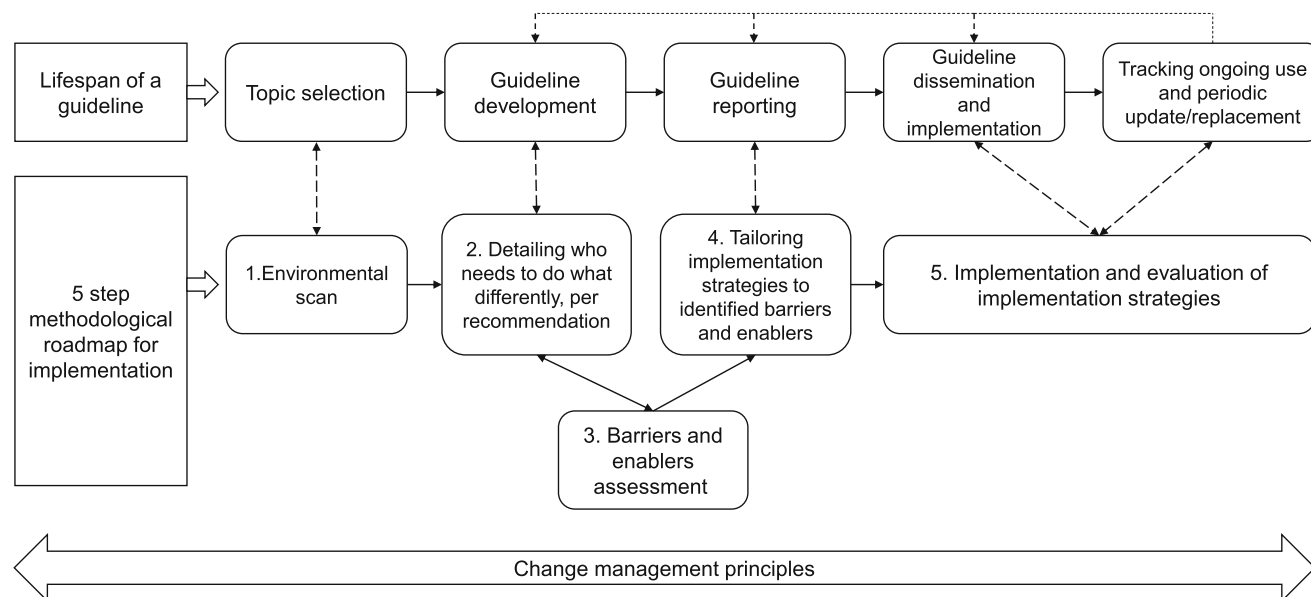 Lifespan of a
guideline
Topic selection
Guideline
development
Guideline
reporting
Guideline
dissemination
and
implementation
Tracking ongoing use
and periodic
update/replacement
5 step
methodological
roadmap for
implementation
1.Environmental
scan
2. Detailing who
needs to do what
differently, per
recommendation
3. Barriers and
enablers
assessment
4. Tailoring
implementation
strategies to
identified barriers
and enablers
5. Implementation and evaluation of
implementation strategies
Change management principles